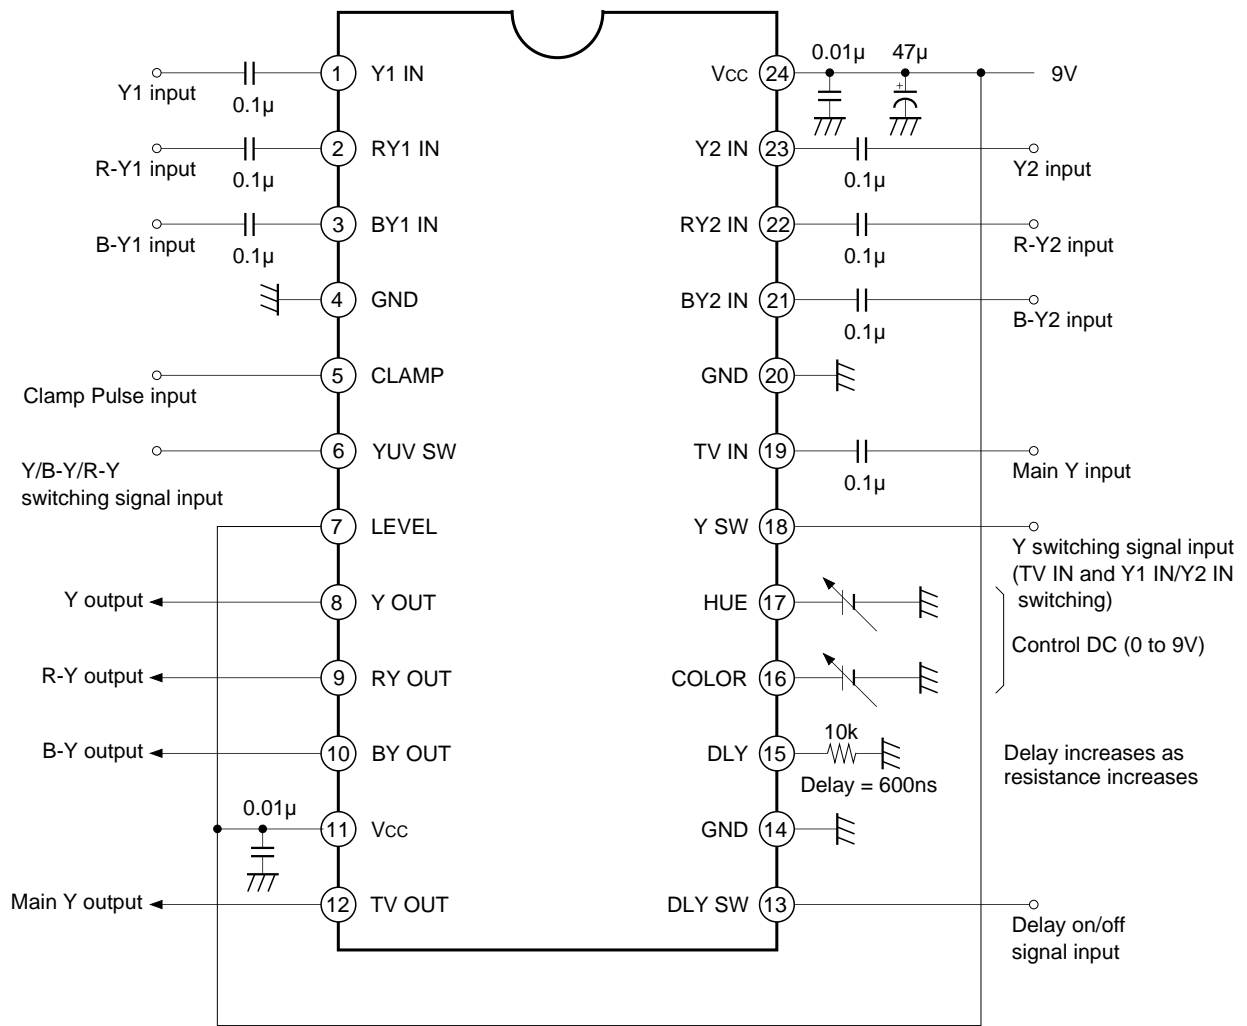 0.01µ 47µ
1 Y1 IN Vcc 24 9V
Y1 input 0.1µ
2 RY1 IN Y2 IN 23
R-Y1 input 0.1µ 0.1µ Y2 input
3 BY1 IN RY2 IN 22
B-Y1 input 0.1µ 0.1µ R-Y2 input
4 GND BY2 IN 21
0.1µ B-Y2 input
5 CLAMP GND 20
Clamp Pulse input
6 YUV SW TV IN 19
Y/B-Y/R-Y
switching signal input
0.1µ Main Y input
7 LEVEL Y SW 18
Y switching signal input
(TV IN and Y1 IN/Y2 IN
switching)
Y output 8 Y OUT HUE 17
Control DC (0 to 9V)
R-Y output 9 RY OUT COLOR 16
10k
B-Y output 10 BY OUT DLY 15
Delay = 600ns
Delay increases as
resistance increases
0.01µ
11 Vcc GND 14
Main Y output 12 TV OUT DLY SW 13
Delay on/off
signal input